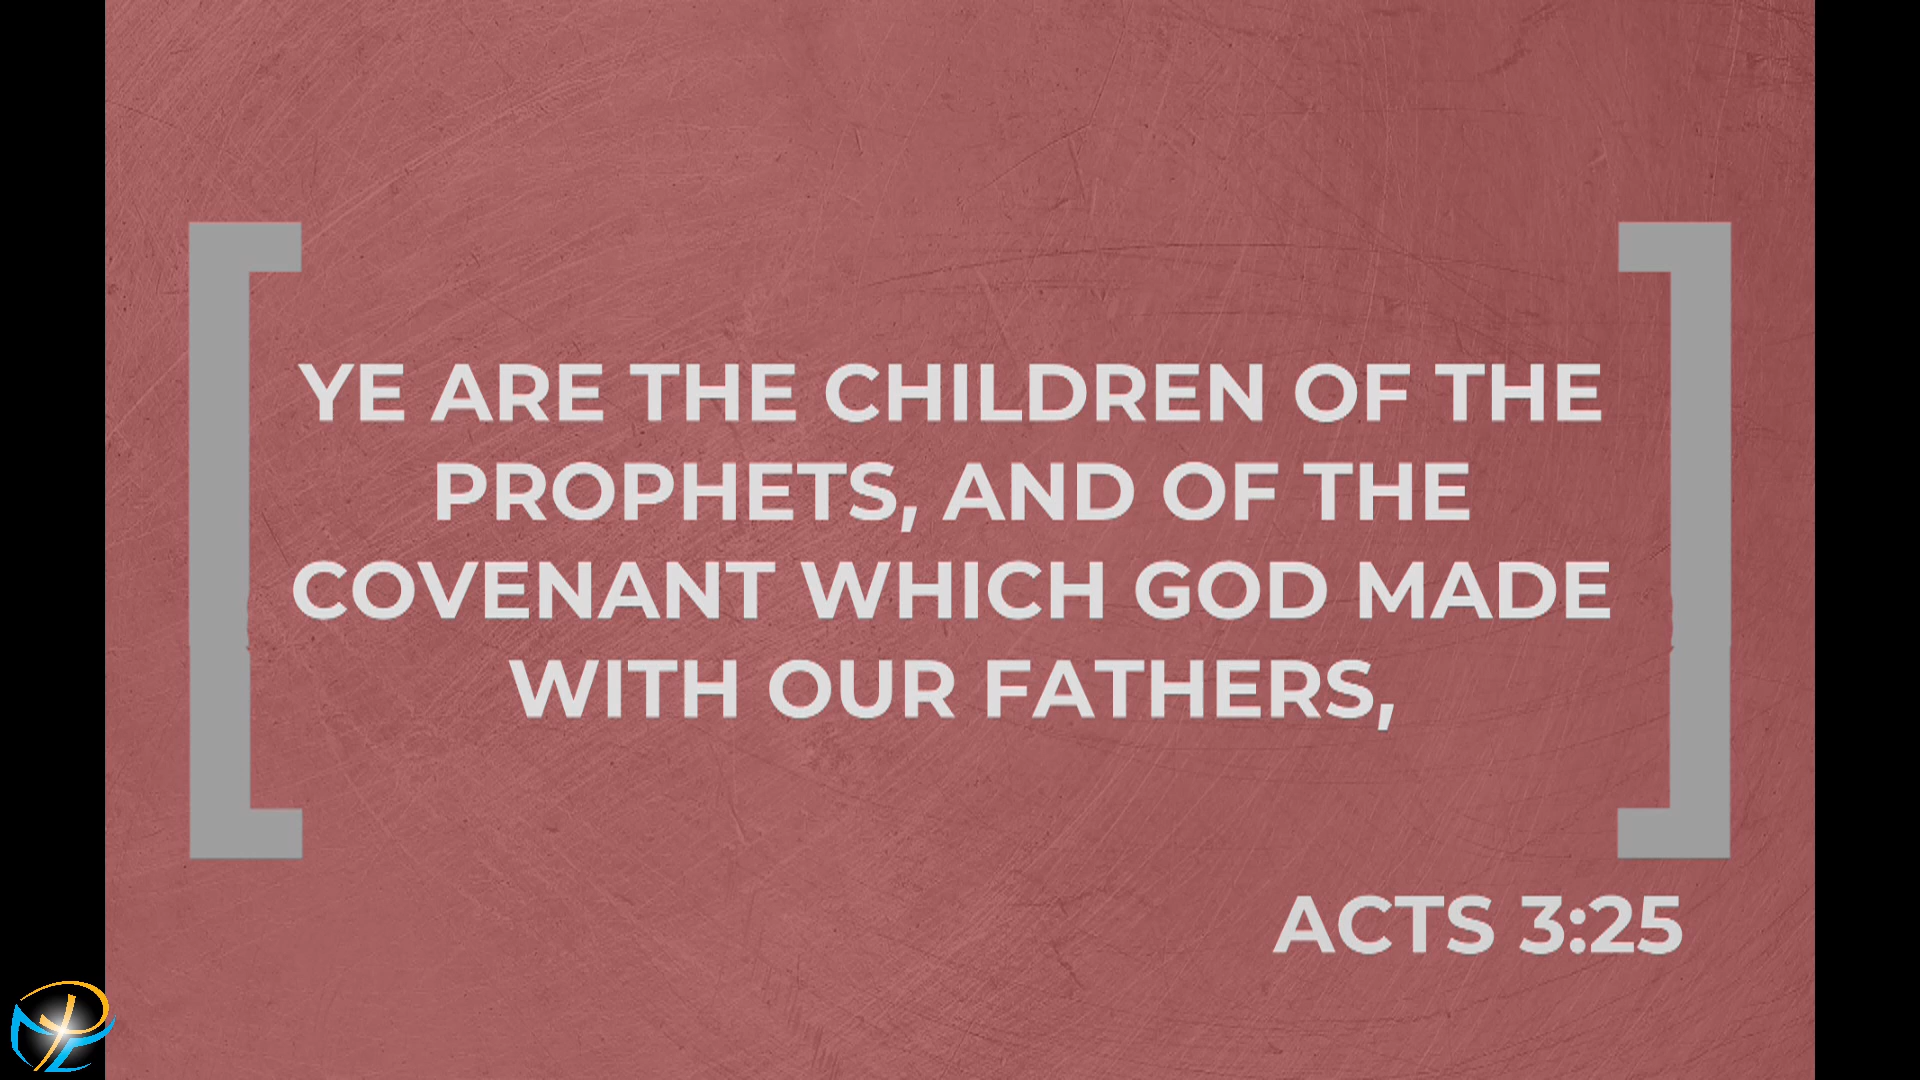 YE ARE THE CHILDREN OF THE
PROPHETS, AND OF THE
COVENANT WHICH GOD MADE
WITH OUR FATHERS,
ACTS 3:25